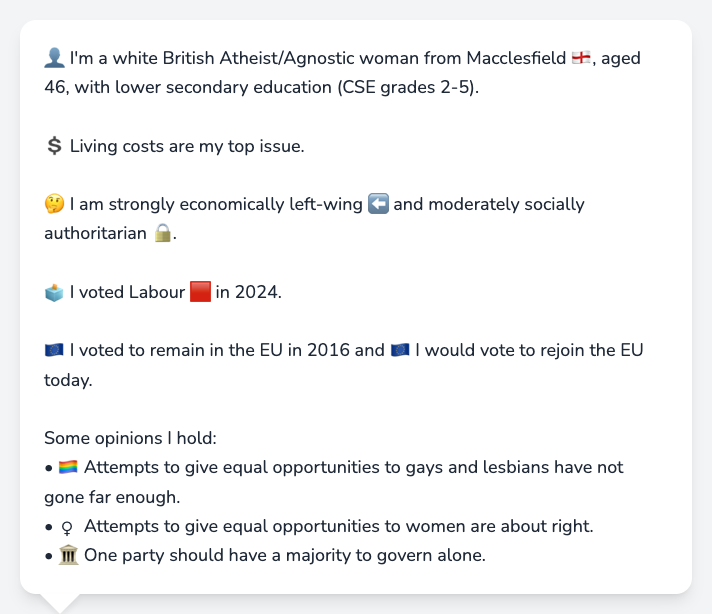 👤 I'm a white British Atheist/Agnostic woman from Macclesfield 🏴󠁧󠁢󠁥󠁮󠁧󠁿, aged
46, with lower secondary education (CSE grades 2-5).
💲 Living costs are my top issue.
🤔 I am strongly economically left-wing ⬅️ and moderately socially
authoritarian 🔒.
🗳️ I voted Labour 🟥 in 2024.
🇪🇺 I voted to remain in the EU in 2016 and 🇪🇺 I would vote to rejoin the EU
today.
Some opinions I hold:
• 🏳️‍🌈 Attempts to give equal opportunities to gays and lesbians have not
gone far enough.
• ♀ Attempts to give equal opportunities to women are about right.
• 🏛️ One party should have a majority to govern alone.